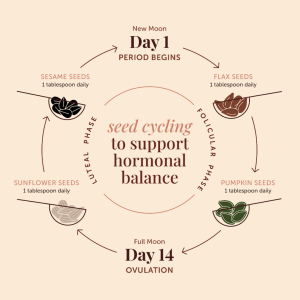 New Moon
Day 1
PERIOD BEGINS
SESAME SEEDS
1 tablespoon daily
FLAX SEEDS
1 tablespoon daily
LUTEAL PHASE
seed cycling
to support
hormonal
balance
FOLICULAR PHASE
SUNFLOWER SEEDS
1 tablespoon daily
PUMPKIN SEEDS
1 tablespoon daily
Full Moon
Day 14
OVULATION